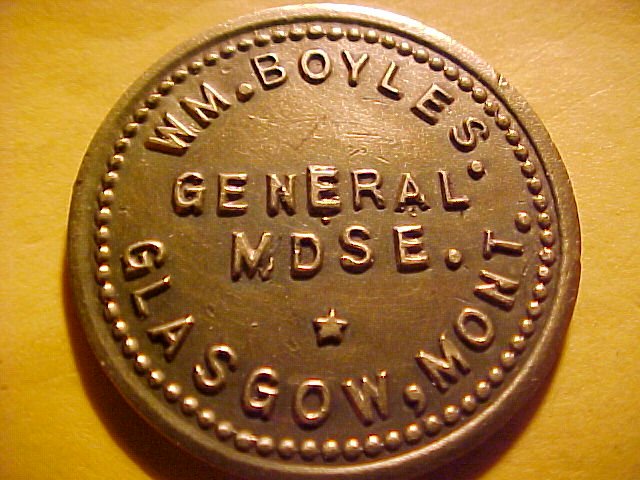 WM. BOYLES.
GENERAL
MDSE.
GLASGOW, MONT.